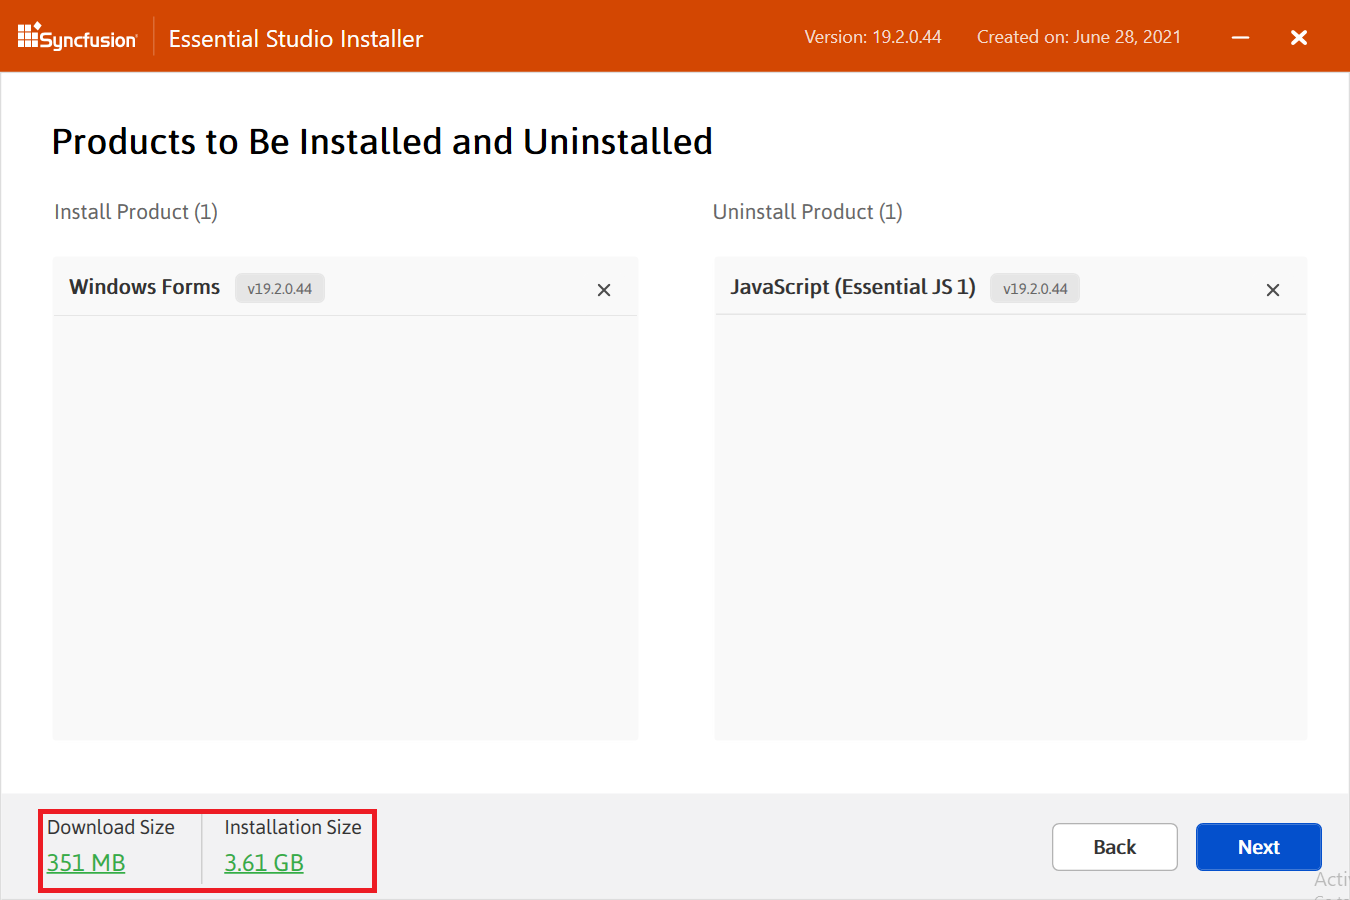 Syncfusion Essential Studio Installer Version: 19.2.0.44 Created on: June 28, 2021
Products to Be Installed and Uninstalled
Install Product (1)
Uninstall Product (1)
Windows Forms v19.2.0.44
JavaScript (Essential JS 1) v19.2.0.44
Download Size
351 MB
Installation Size
3.61 GB
Back
Next
Acti